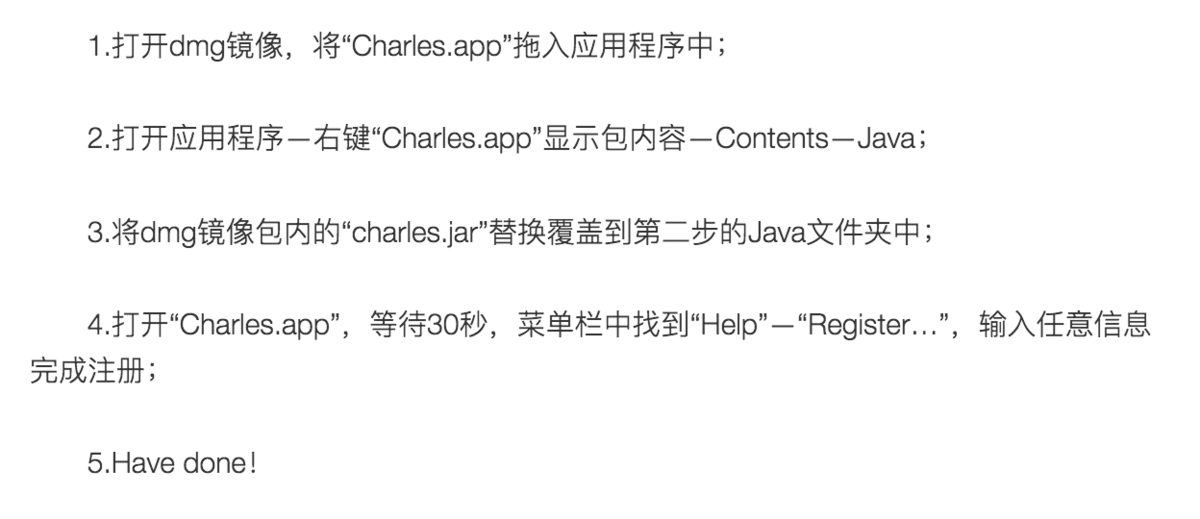 1.打开dmg镜像，将“Charles.app”拖入应用程序中；
2.打开应用程序—右键“Charles.app”显示包内容—Contents—Java；
3.将dmg镜像包内的“charles.jar”替换覆盖到第二步的Java文件夹中；
4.打开“Charles.app”，等待30秒，菜单栏中找到“Help”—“Register…”，输入任意信息
完成注册；
5.Have done！